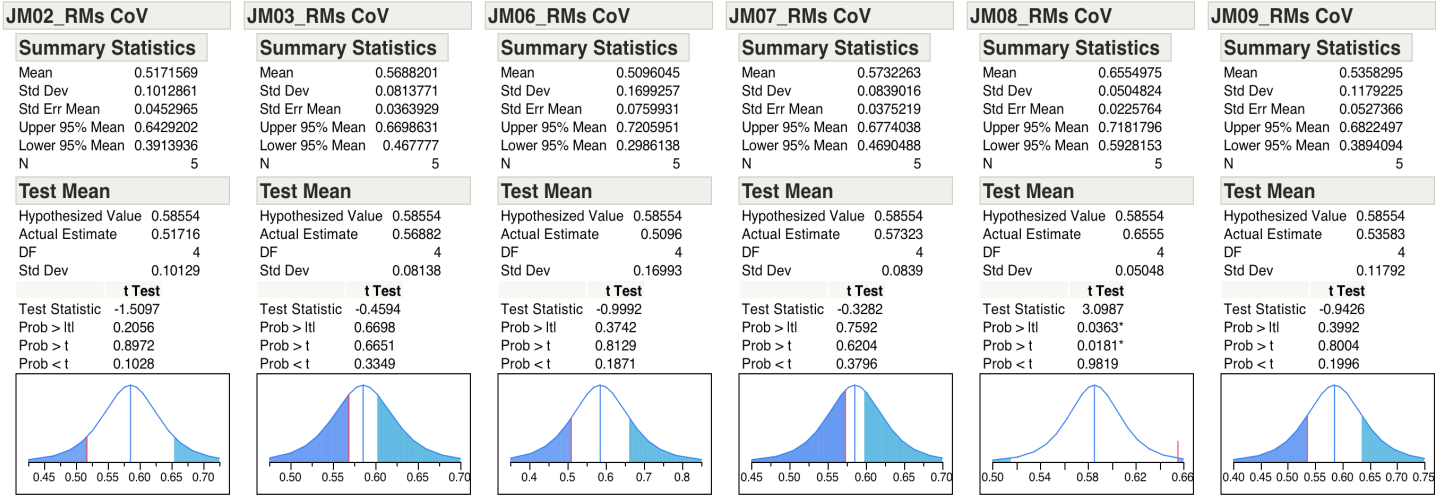 JM02_RMs CoV
Summary Statistics
Mean 0.5171569
Std Dev 0.1012861
Std Err Mean 0.0452965
Upper 95% Mean 0.6429202
Lower 95% Mean 0.3913936
N 5
Test Mean
Hypothesized Value 0.58554
Actual Estimate 0.51716
DF 4
Std Dev 0.10129
t Test
Test Statistic -1.5097
Prob > |t| 0.2056
Prob > t 0.8972
Prob < t 0.1028
0.45 0.50 0.55 0.60 0.65 0.70
JM03_RMs CoV
Summary Statistics
Mean 0.5688201
Std Dev 0.0813771
Std Err Mean 0.0363929
Upper 95% Mean 0.6698631
Lower 95% Mean 0.467777
N 5
Test Mean
Hypothesized Value 0.58554
Actual Estimate 0.56882
DF 4
Std Dev 0.08138
t Test
Test Statistic -0.4594
Prob > |t| 0.6698
Prob > t 0.6651
Prob < t 0.3349
0.50 0.55 0.60 0.65 0.70
JM06_RMs CoV
Summary Statistics
Mean 0.5096045
Std Dev 0.1699257
Std Err Mean 0.0759931
Upper 95% Mean 0.7205951
Lower 95% Mean 0.2986138
N 5
Test Mean
Hypothesized Value 0.58554
Actual Estimate 0.5096
DF 4
Std Dev 0.16993
t Test
Test Statistic -0.9992
Prob > |t| 0.3742
Prob > t 0.8129
Prob < t 0.1871
0.4 0.5 0.6 0.7 0.8
JM07_RMs CoV
Summary Statistics
Mean 0.5732263
Std Dev 0.0839016
Std Err Mean 0.0375219
Upper 95% Mean 0.6774038
Lower 95% Mean 0.4690488
N 5
Test Mean
Hypothesized Value 0.58554
Actual Estimate 0.57323
DF 4
Std Dev 0.0839
t Test
Test Statistic -0.3282
Prob > |t| 0.7592
Prob > t 0.6204
Prob < t 0.3796
0.50 0.55 0.60 0.65 0.70
JM08_RMs CoV
Summary Statistics
Mean 0.6554975
Std Dev 0.0504824
Std Err Mean 0.0225764
Upper 95% Mean 0.7181796
Lower 95% Mean 0.5928153
N 5
Test Mean
Hypothesized Value 0.58554
Actual Estimate 0.6555
DF 4
Std Dev 0.05048
t Test
Test Statistic 3.0987
Prob > |t| 0.0363*
Prob > t 0.0181*
Prob < t 0.9819
0.50 0.54 0.58 0.62 0.66
JM09_RMs CoV
Summary Statistics
Mean 0.5358295
Std Dev 0.1179225
Std Err Mean 0.0527366
Upper 95% Mean 0.6822497
Lower 95% Mean 0.3894094
N 5
Test Mean
Hypothesized Value 0.58554
Actual Estimate 0.53583
DF 4
Std Dev 0.11792
t Test
Test Statistic -0.9426
Prob > |t| 0.3992
Prob > t 0.8004
Prob < t 0.1996
0.40 0.45 0.50 0.55 0.60 0.65 0.70 0.75